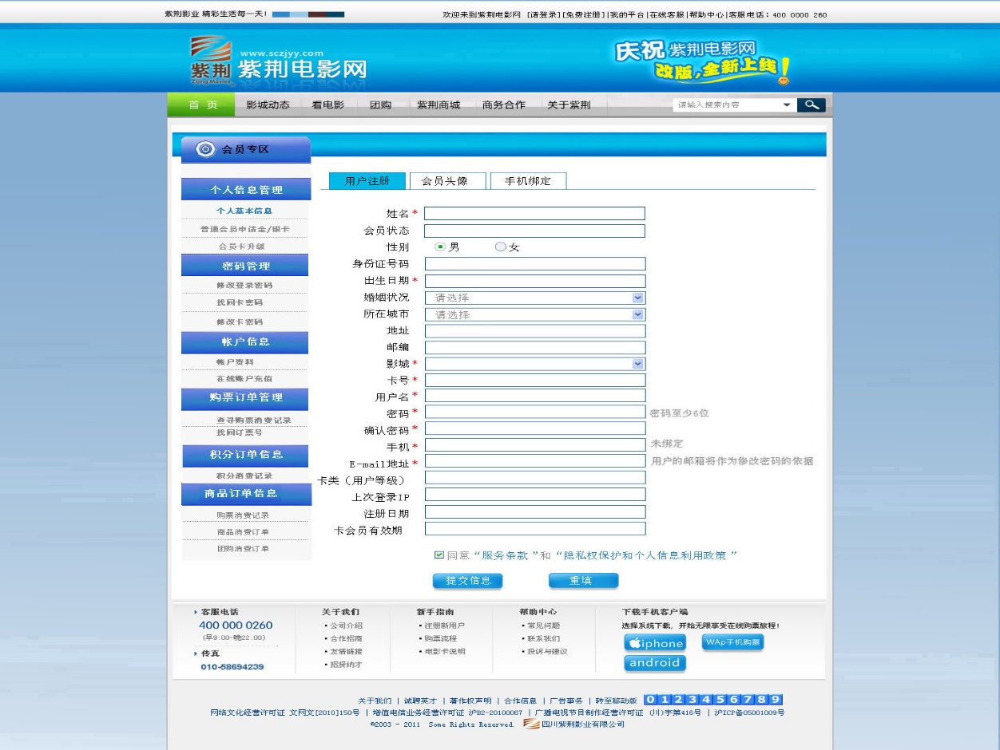 紫荆影业 精彩生活每一天！
欢迎来到紫荆电影网 [请登录][免费注册]|我的平台|在线客服|帮助中心|客服电话：400 0000 260
www.sczjyy.com
紫荆
Zijing Movies
紫荆电影网
庆祝紫荆电影网
改版，全新上线！
首 页 影城动态 看电影 团购 紫荆商城 商务合作 关于紫荆
请输入搜索内容
会员专区
个人信息管理
个人基本信息
普通会员申请金/银卡
会员卡升级
密码管理
修改登录密码
找回卡密码
修改卡密码
帐户信息
帐户资料
在线账户充值
购票订单管理
查寻购票消费记录
找回订票号
积分订单信息
积分消费记录
商品订单信息
购票消费记录
商品消费订单
团购消费订单
用户注册 会员头像 手机绑定
姓名 *
会员状态
性别 男 女
身份证号码
出生日期 *
婚姻状况 请选择
所在城市 请选择
地址
邮编
影城 *
卡号 *
用户名 *
密码 * 密码至少6位
确认密码 *
手机 * 未绑定
E-mail地址 * 用户的邮箱将作为修改密码的依据
卡类（用户等级）
上次登录IP
注册日期
卡会员有效期
同意“服务条款 ”和“隐私权保护和个人信息利用政策 ”
提交信息 重填
客服电话
400 000 0260
(早9:00-晚22:00)
传真
010-58694239
关于我们
• 公司介绍
• 合作招商
• 友情链接
• 招贤纳才
新手指南
• 注册新用户
• 购票流程
• 电影卡说明
帮助中心
• 常见问题
• 联系我们
• 投诉与建议
下载手机客户端
选择系统下载，开始无限享受在线购票旅程！
iphone WAp手机购票
android
关于我们 | 诚聘英才 | 著作权声明 | 合作信息 | 广告事务 | 转至移动版 0 1 2 3 4 5 6 7 8 9
网络文化经营许可证 文网文[2010]150号 | 增值电信业务经营许可证 沪B2-20100067 | 广播电视节目制作经营许可证 (川)字第416号 | 沪ICP备05001009号
©2003 - 2011 Some Rights Reserved. 四川紫荆影业有限公司